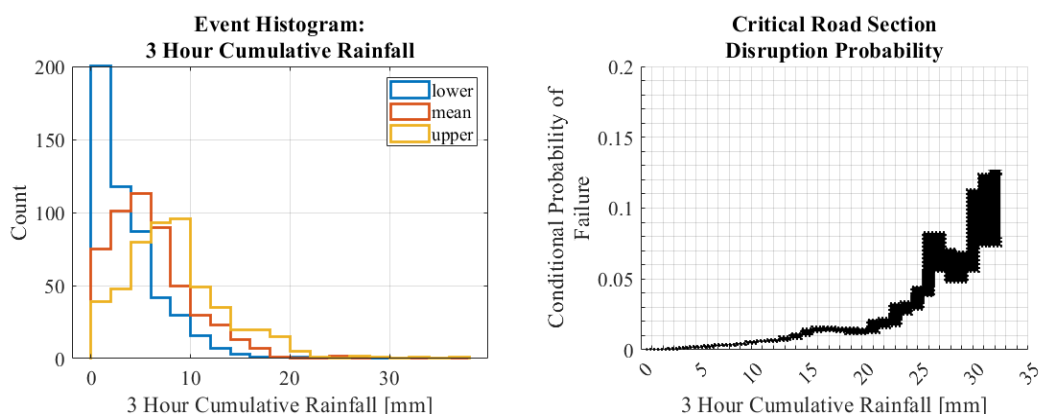 Event Histogram:
3 Hour Cumulative Rainfall
200
150
100
50
0
Count
lower
mean
upper
0
10
20
30
3 Hour Cumulative Rainfall [mm]
Critical Road Section
Disruption Probability
0.2
0.15
0.1
0.05
0
Conditional Probability of
Failure
0
5
10
15
20
25
30
35
3 Hour Cumulative Rainfall [mm]